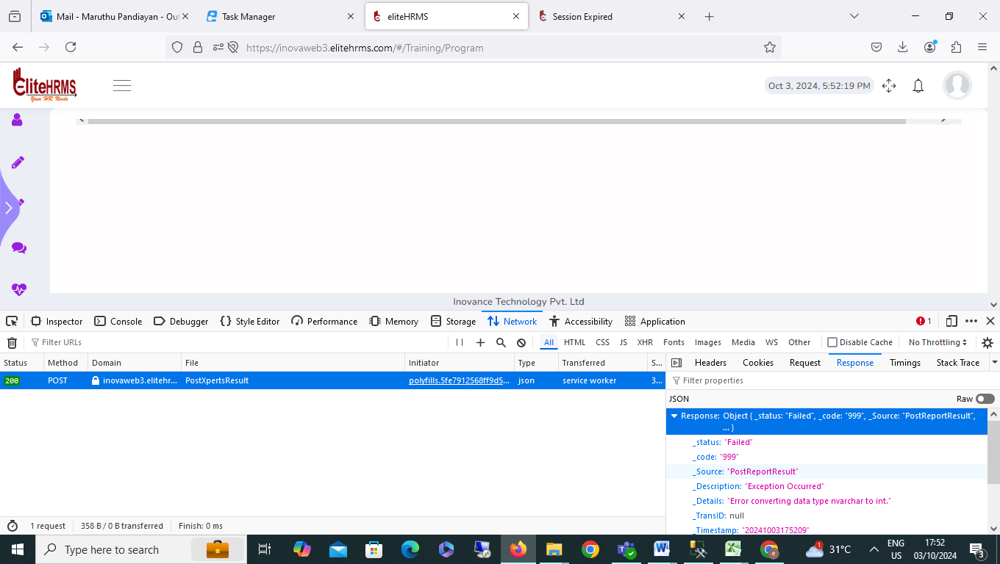 Mail - Maruthu Pandiayan - Out
Task Manager
eliteHRMS
Session Expired
https://inovaweb3.elitehrms.com/#/Training/Program
EliteHRMS
Your HR Needs
Oct 3, 2024, 5:52:19 PM
Inovance Technology Pvt. Ltd
Inspector Console Debugger Style Editor Performance Memory Storage Network Accessibility Application 1
Filter URLs All HTML CSS JS XHR Fonts Images Media WS Other Disable Cache No Throttling
Status Method Domain File Initiator Type Transferred S...
200 POST inovaweb3.elitehr... PostXpertsResult polyfills.5fe7912568ff9d5... json service worker 3...
Headers Cookies Request Response Timings Stack Trace
Filter properties
JSON Raw
Response: Object { _status: "Failed", _code: "999", _Source: "PostReportResult",
... }
_status: "Failed"
_code: "999"
_Source: "PostReportResult"
_Description: "Exception Occurred"
_Details: "Error converting data type nvarchar to int."
_TransID: null
_Timestamp: "20241003175209"
1 request 358 B / 0 B transferred Finish: 0 ms
Type here to search
1
31°C
ENG
US
17:52
03/10/2024
3